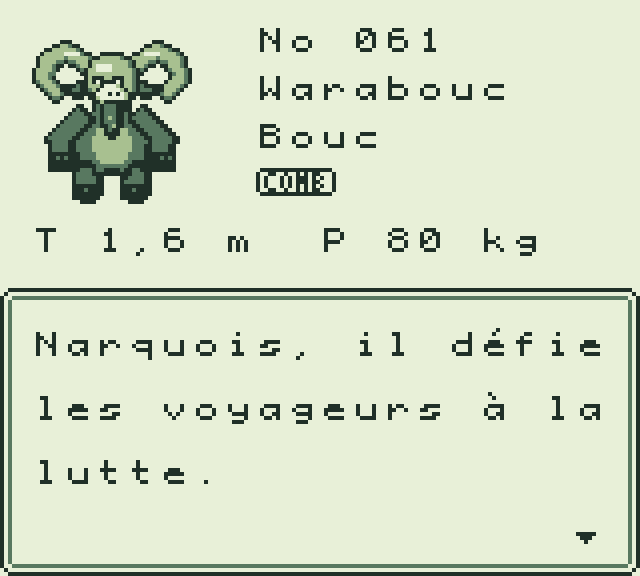 No 061
Warabouc
Bouc
COMB
T 1,6 m P 80 kg
Narquois, il défie
les voyageurs à la
lutte.